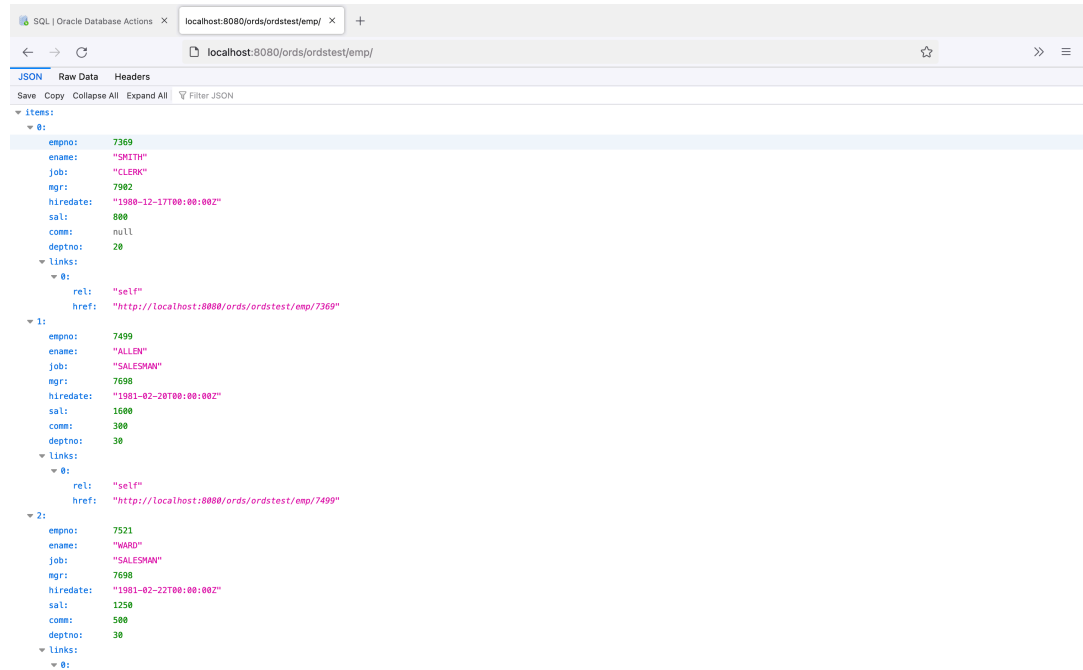 SQL | Oracle Database Actions
localhost:8080/ords/ordstest/emp/
localhost:8080/ords/ordstest/emp/
JSON Raw Data Headers
Save Copy Collapse All Expand All Filter JSON
items:
0:
empno: 7369
ename: "SMITH"
job: "CLERK"
mgr: 7902
hiredate: "1980-12-17T00:00:00Z"
sal: 800
comm: null
deptno: 20
links:
0:
rel: "self"
href: "http://localhost:8080/ords/ordstest/emp/7369"
1:
empno: 7499
ename: "ALLEN"
job: "SALESMAN"
mgr: 7698
hiredate: "1981-02-20T00:00:00Z"
sal: 1600
comm: 300
deptno: 30
links:
0:
rel: "self"
href: "http://localhost:8080/ords/ordstest/emp/7499"
2:
empno: 7521
ename: "WARD"
job: "SALESMAN"
mgr: 7698
hiredate: "1981-02-22T00:00:00Z"
sal: 1250
comm: 500
deptno: 30
links:
0: